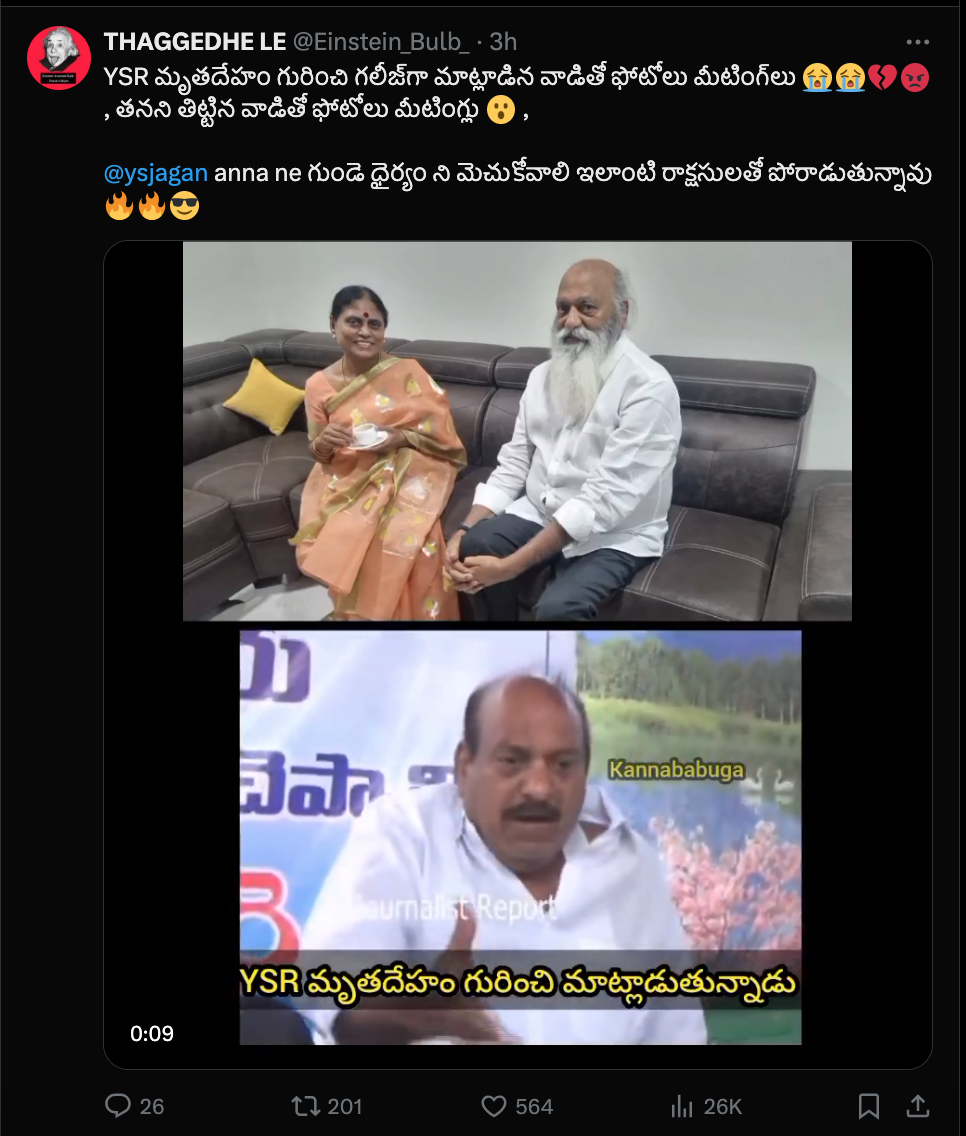 THAGGEDHE LE @Einstein_Bulb_ · 3h
YSR మృతదేహం గురించి గలీజ్‌గా మాట్లాడిన వాడితో ఫోటోలు మీటింగ్‌లు 😭😭💔😡
, తనని తిట్టిన వాడితో ఫోటోలు మీటింగ్లు 😮 ,
@ysjagan anna ne గుండె ధైర్యం ని మెచుకోవాలి ఇలాంటి రాక్షసులతో పోరాడుతున్నావు
🔥🔥😎
Kannababuga
Journalist Report
YSR మృతదేహం గురించి మాట్లాడుతున్నాడు
0:09
26 201 564 26K